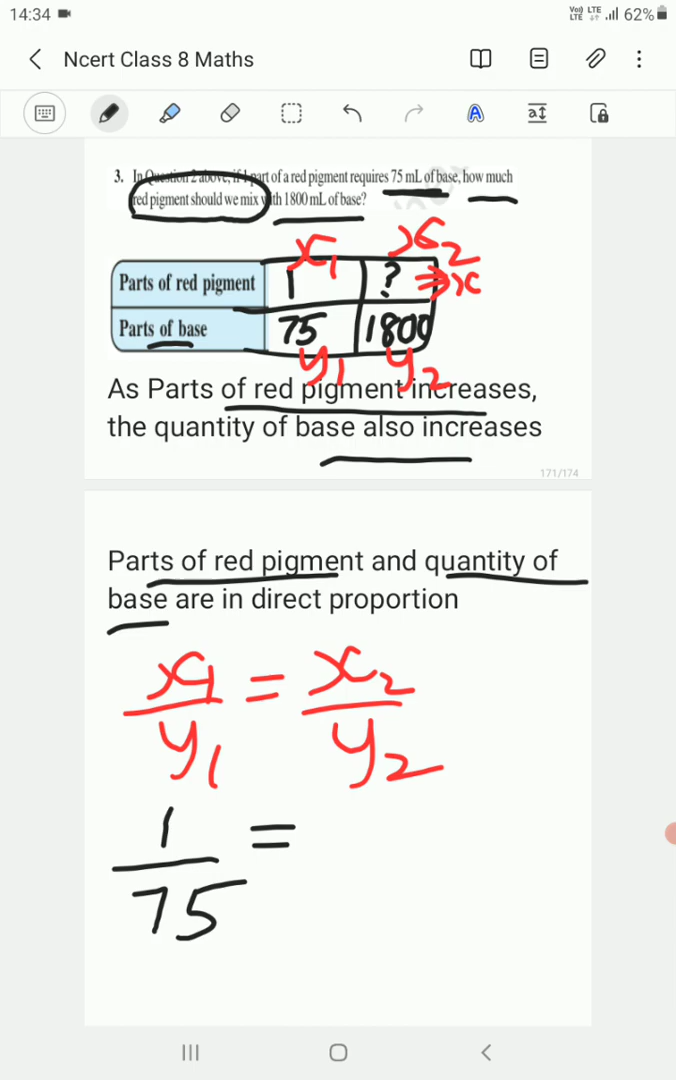 14:34
Vo)) LTE
LTE
62%
Ncert Class 8 Maths
3. In Question 2 above, if 1 part of a red pigment requires 75 mL of base, how much
red pigment should we mix with 1800 mL of base?
x1 x2
Parts of red pigment 1 ? ⇒ x
Parts of base 75 1800
y1 y2
As Parts of red pigment increases,
the quantity of base also increases
171/174
Parts of red pigment and quantity of
base are in direct proportion
x1 = x2
y1 y2
1 =
75